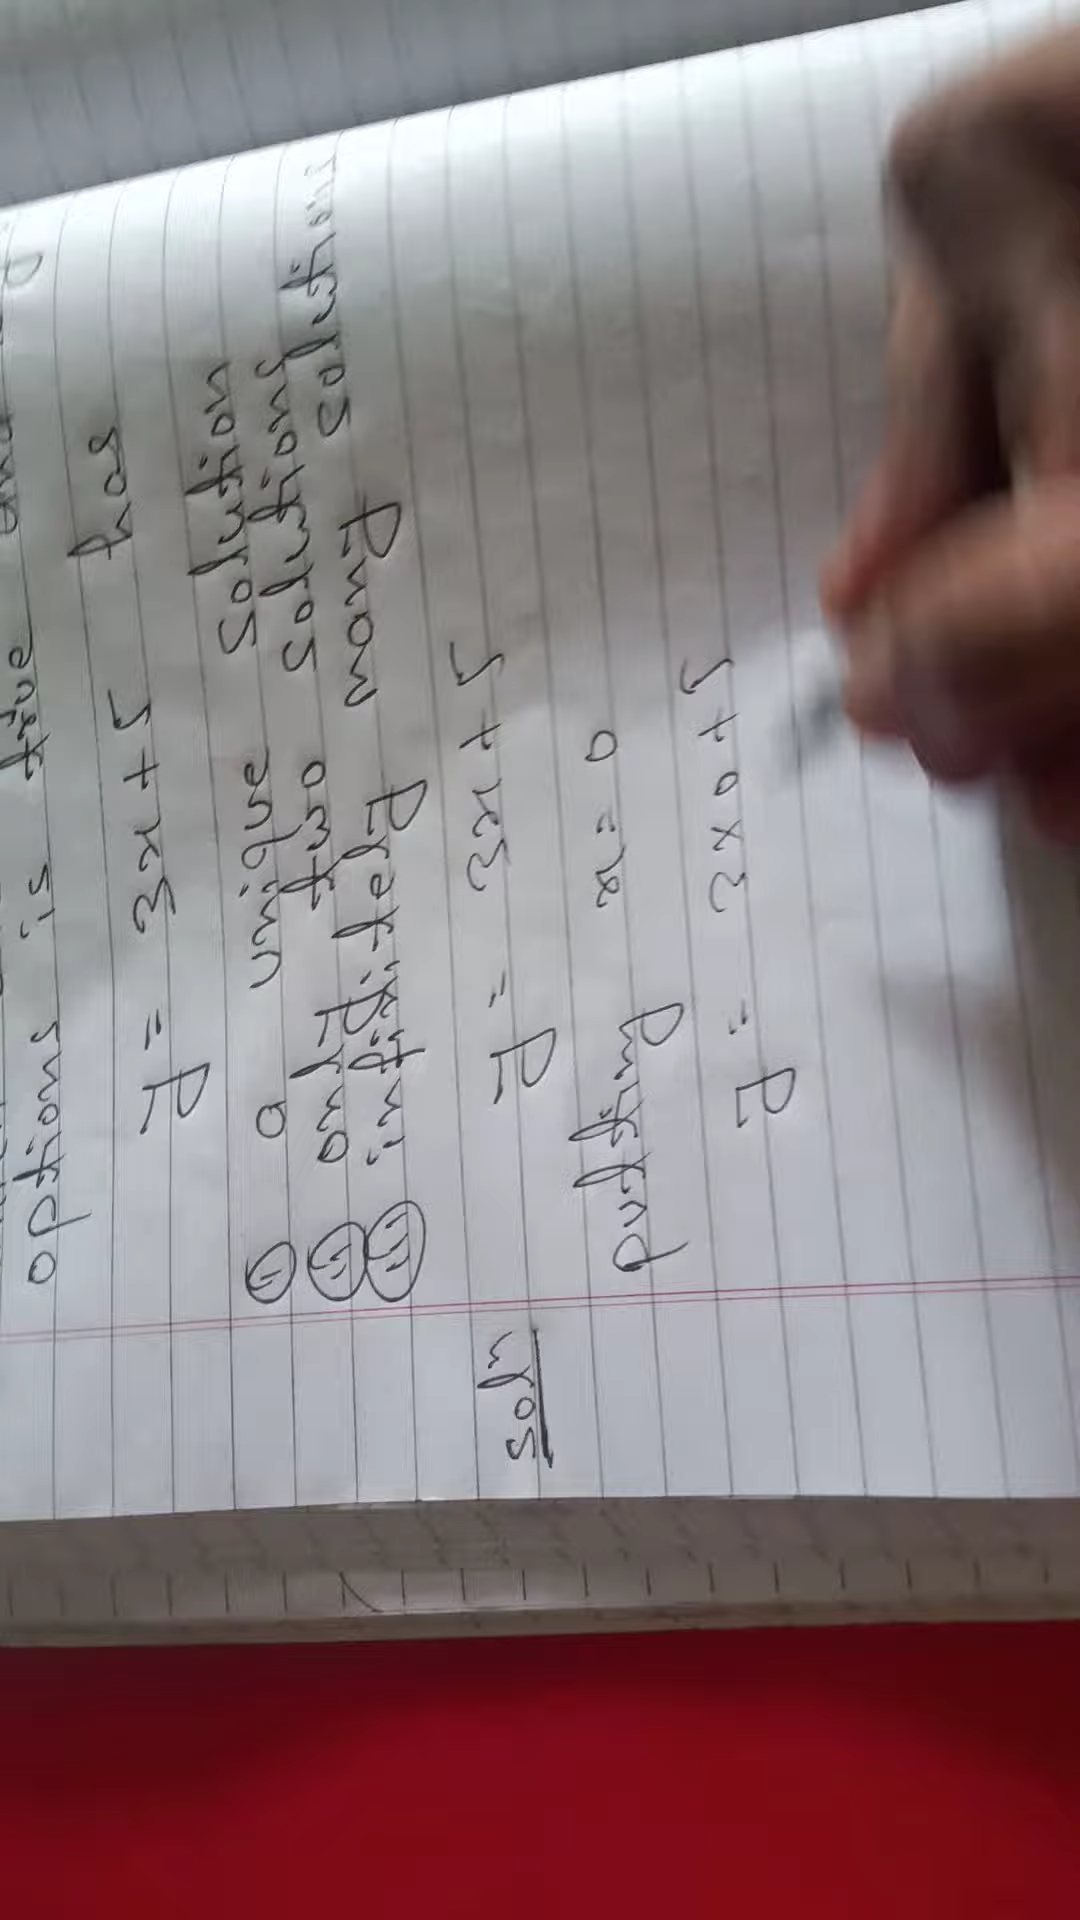 options is true
y = 3x + 5 has
(i) a unique solution
(ii) only two solutions
(iii) infinitely many solutions
Soln y = 3x + 5
putting x = 0
y = 3 x 0 + 5